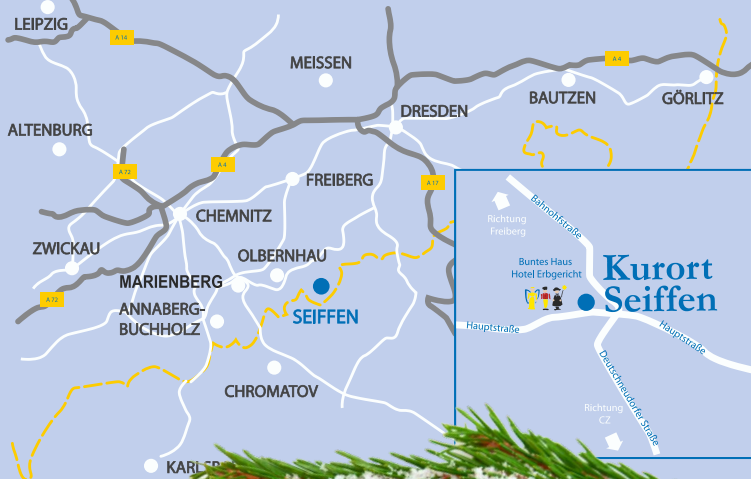 LEIPZIG
A 14
MEISSEN
A 4
BAUTZEN
GÖRLITZ
DRESDEN
ALTENBURG
A 72
A 4
FREIBERG
A 17
CHEMNITZ
ZWICKAU
OLBERNHAU
MARIENBERG
A 72
ANNABERG-
BUCHHOLZ
SEIFFEN
CHROMATOV
Bahnohfstraße
Richtung
Freiberg
Buntes Haus
Hotel Erbgericht
Kurort
Seiffen
Hauptstraße
Hauptstraße
Deutschneudorfer Straße
Richtung
CZ